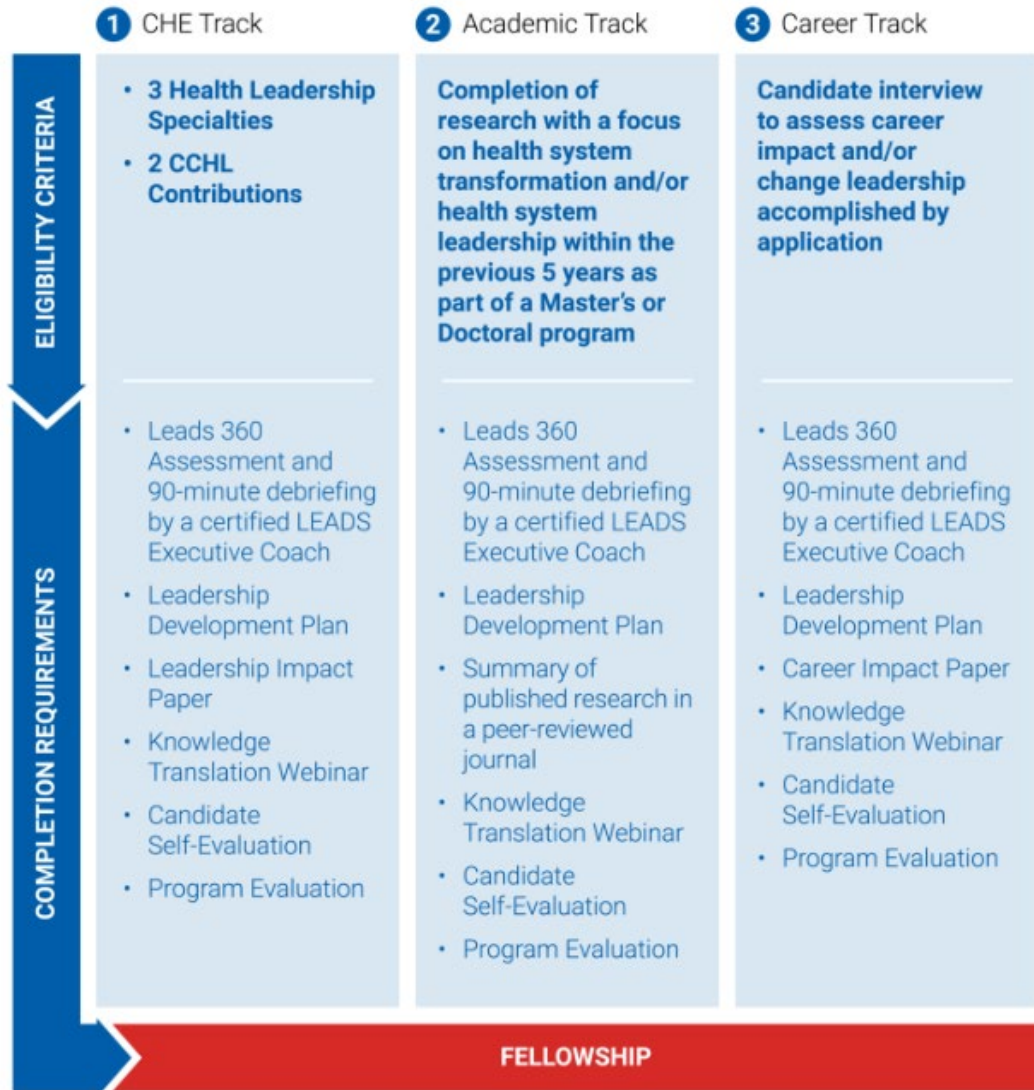 1 CHE Track
2 Academic Track
3 Career Track
ELIGIBILITY CRITERIA
• 3 Health Leadership
Specialties
• 2 CCHL
Contributions
Completion of
research with a focus
on health system
transformation and/or
health system
leadership within the
previous 5 years as
part of a Master's or
Doctoral program
Candidate interview
to assess career
impact and/or
change leadership
accomplished by
application
COMPLETION REQUIREMENTS
• Leads 360
Assessment and
90-minute debriefing
by a certified LEADS
Executive Coach
• Leadership
Development Plan
• Leadership Impact
Paper
• Knowledge
Translation Webinar
• Candidate
Self-Evaluation
• Program Evaluation
• Leads 360
Assessment and
90-minute debriefing
by a certified LEADS
Executive Coach
• Leadership
Development Plan
• Summary of
published research in
a peer-reviewed
journal
• Knowledge
Translation Webinar
• Candidate
Self-Evaluation
• Program Evaluation
• Leads 360
Assessment and
90-minute debriefing
by a certified LEADS
Executive Coach
• Leadership
Development Plan
• Career Impact Paper
• Knowledge
Translation Webinar
• Candidate
Self-Evaluation
• Program Evaluation
FELLOWSHIP